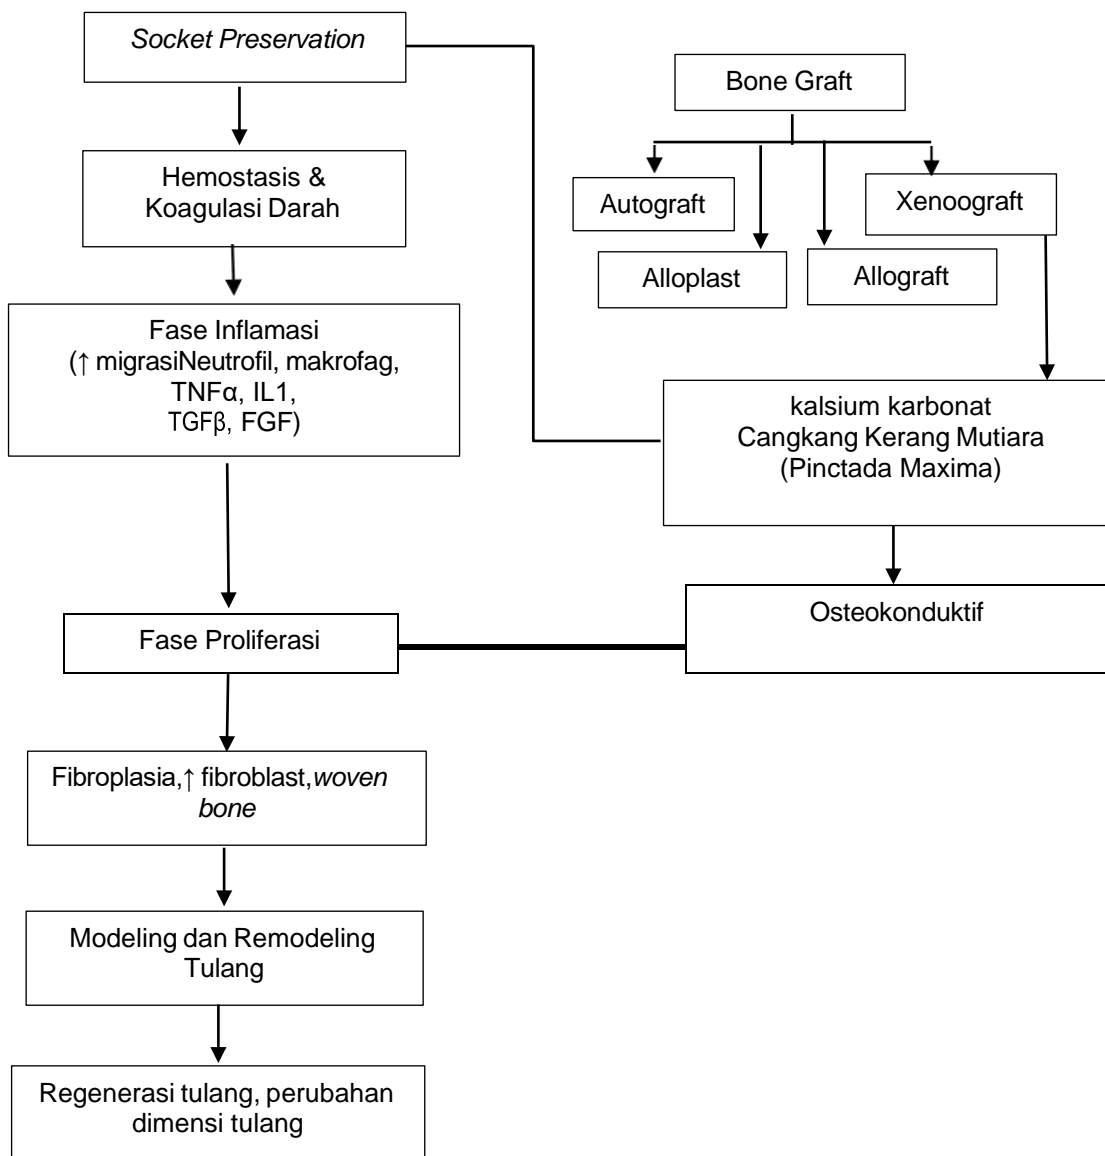 Socket Preservation
Hemostasis &
Koagulasi Darah
Fase Inflamasi
(↑ migrasiNeutrofil, makrofag,
TNFα, IL1,
TGFβ, FGF)
Fase Proliferasi
Fibroplasia,↑ fibroblast,woven
bone
Modeling dan Remodeling
Tulang
Regenerasi tulang, perubahan
dimensi tulang
Bone Graft
Autograft
Xenoograft
Alloplast
Allograft
kalsium karbonat
Cangkang Kerang Mutiara
(Pinctada Maxima)
Osteokonduktif